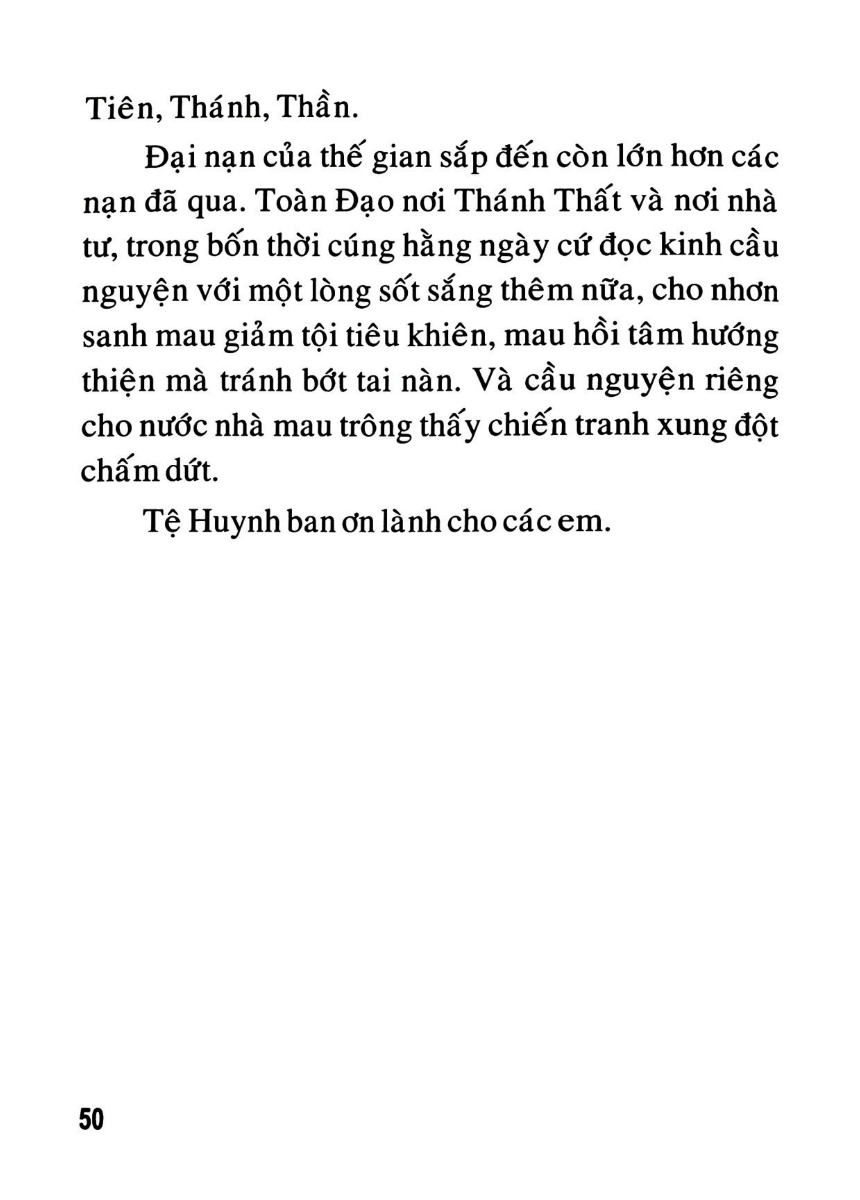 Tiên, Thánh, Thần.
Đại nạn của thế gian sắp đến còn lớn hơn các
nạn đã qua. Toàn Đạo nơi Thánh Thất và nơi nhà
tư, trong bốn thời cúng hằng ngày cứ đọc kinh cầu
nguyện với một lòng sốt sắng thêm nữa, cho nhơn
sanh mau giảm tội tiêu khiên, mau hồi tâm hướng
thiện mà tránh bớt tai nàn. Và cầu nguyện riêng
cho nước nhà mau trông thấy chiến tranh xung đột
chấm dứt.
Tệ Huynh ban ơn lành cho các em.
50